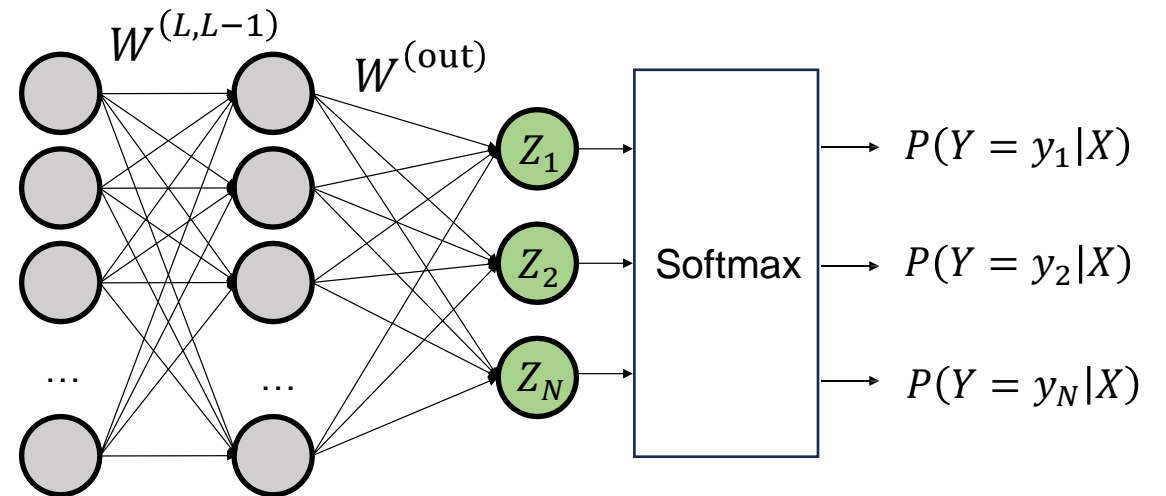 W^(L,L−1)
W^(out)
Z_1
P(Y = y_1|X)
Z_2
Softmax
P(Y = y_2|X)
Z_N
P(Y = y_N|X)
...
...